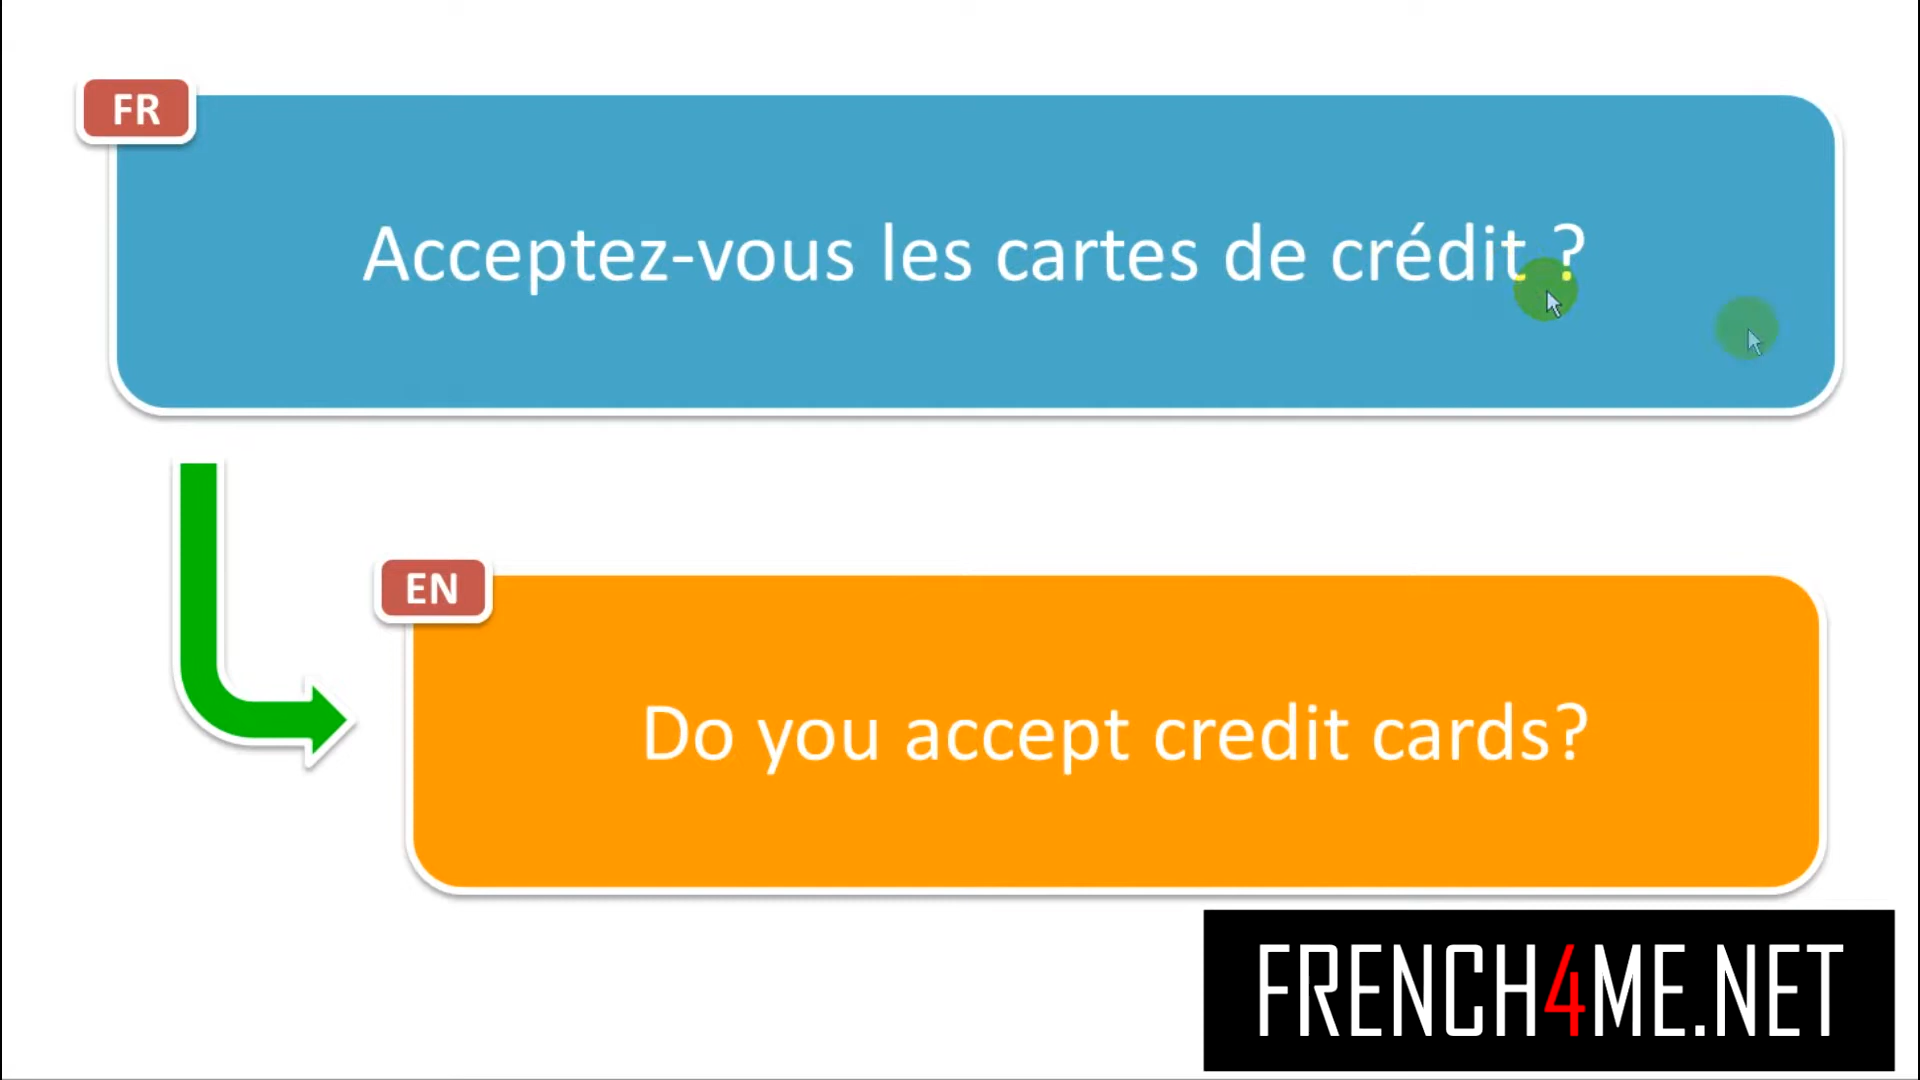 FR
Acceptez-vous les cartes de crédit ?
EN
Do you accept credit cards?
FRENCH4ME.NET